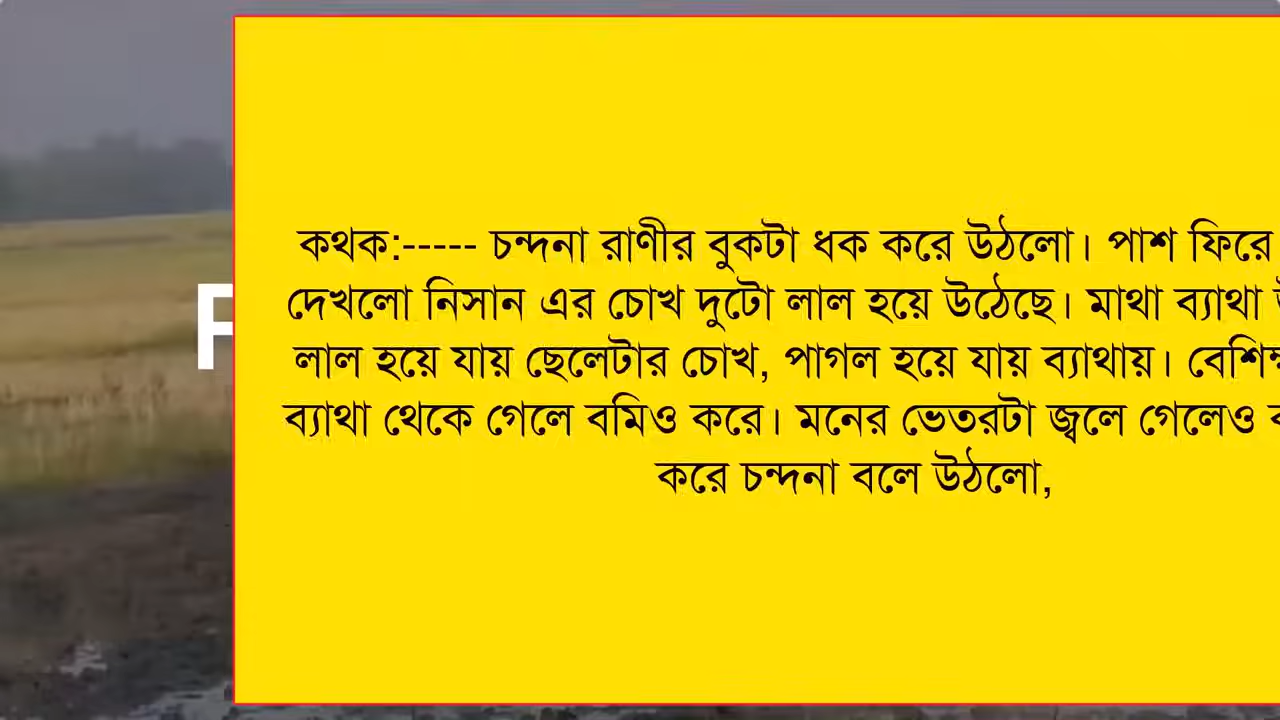 F
কথক:----- চন্দনা রাণীর বুকটা ধক করে উঠলো। পাশ ফিরে
দেখলো নিসান এর চোখ দুটো লাল হয়ে উঠেছে। মাথা ব্যাথা
লাল হয়ে যায় ছেলেটার চোখ, পাগল হয়ে যায় ব্যাথায়।
ব্যাথা থেকে গেলে বমিও করে। মনের ভেতরটা জ্বলে গেলেও
করে চন্দনা বলে উঠলো,